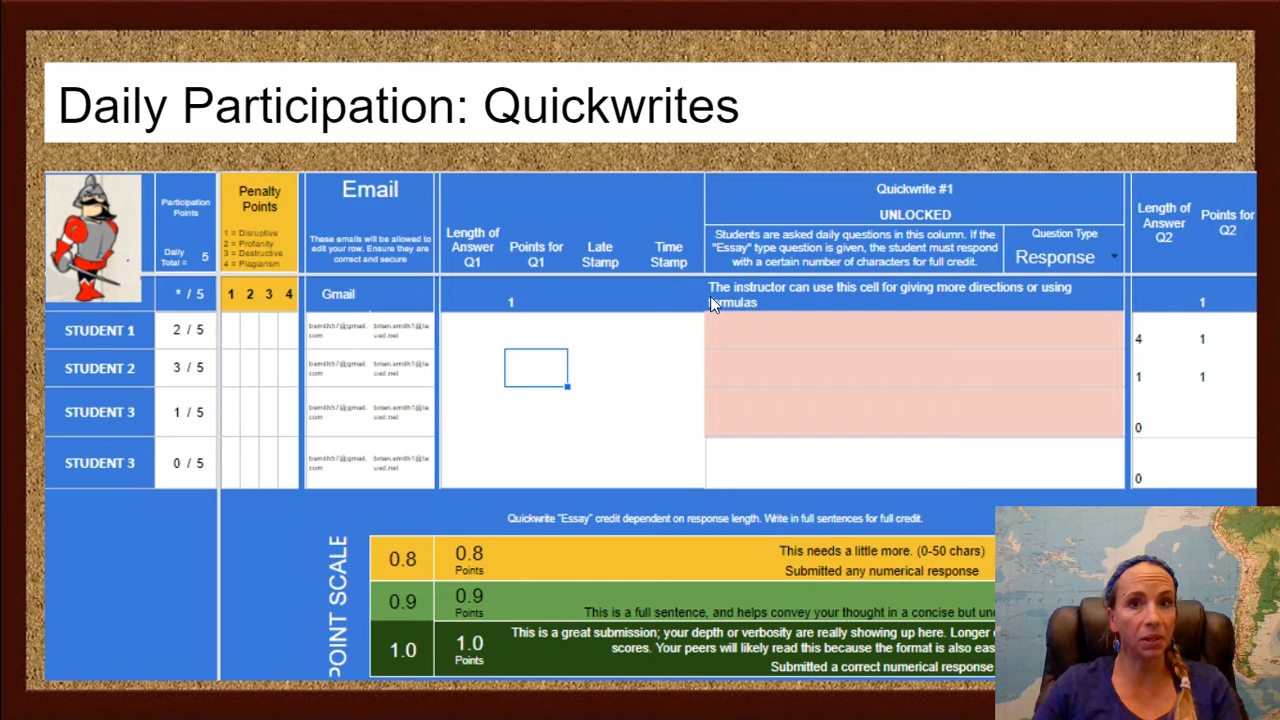 Daily Participation: Quickwrites
Participation
Points
Daily
Total =
5
Penalty
Points
1 = Disruptive
2 = Profanity
3 = Destructive
4 = Plagiarism
Email
These emails will be allowed to
edit your row. Ensure they are
correct and secure
Length of
Answer
Q1
Points for
Q1
Late
Stamp
Time
Stamp
Quickwrite #1
UNLOCKED
Students are asked daily questions in this column. If the
"Essay" type question is given, the student must respond
with a certain number of characters for full credit.
Question Type
Response
Length of
Answer
Q2
Points for
Q2
* / 5
1 2 3 4
Gmail
1
The instructor can use this cell for giving more directions or using
formulas
1
STUDENT 1
2 / 5
4
1
STUDENT 2
3 / 5
1
1
STUDENT 3
1 / 5
0
STUDENT 3
0 / 5
0
Quickwrite "Essay" credit dependent on response length. Write in full sentences for full credit.
POINT SCALE
0.8
0.8
Points
This needs a little more. (0-50 chars)
Submitted any numerical response
0.9
0.9
Points
This is a full sentence, and helps convey your thought in a concise but
1.0
1.0
Points
This is a great submission; your depth or verbosity are really showing up here. Longer
scores. Your peers will likely read this because the format is also
Submitted a correct numerical response